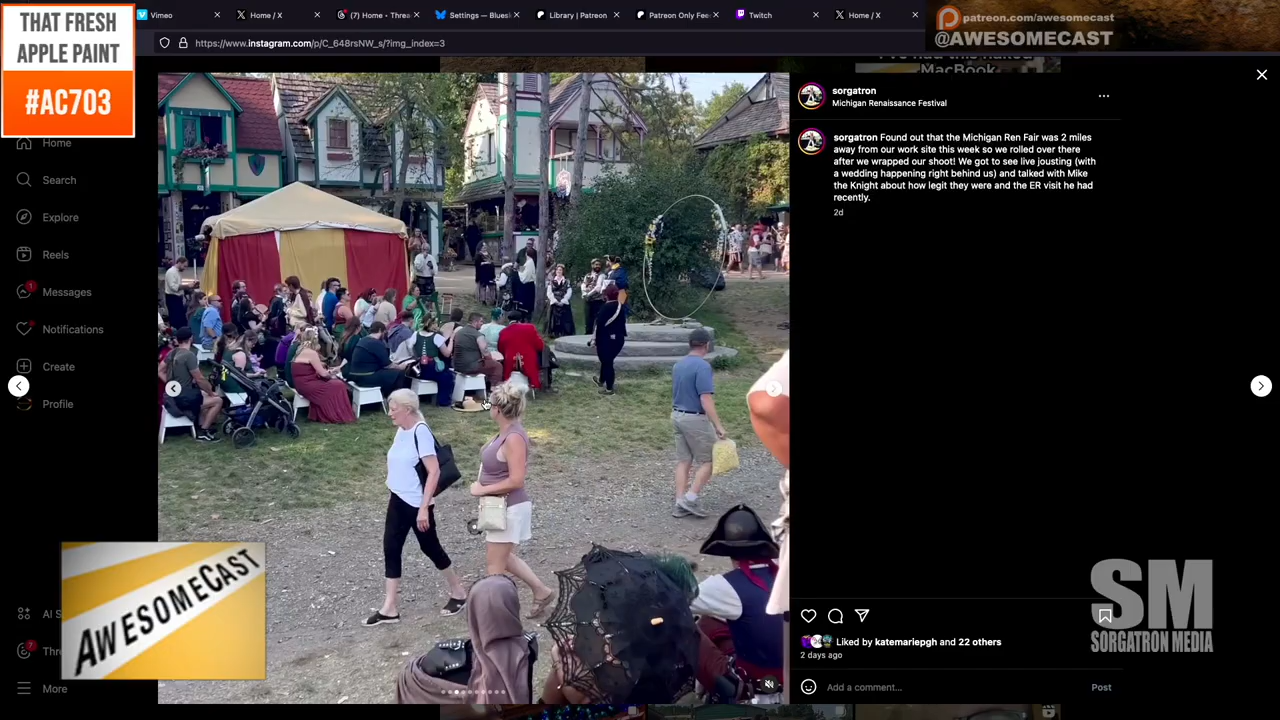 THAT FRESH
APPLE PAINT
#AC703
Vimeo
Home / X
(7) Home - Threa
Settings — Bluesk
Library | Patreon
Patreon Only Fee
Twitch
Home / X
patreon.com/awesomecast
@AWESOMECAST
https://www.instagram.com/p/C_648rsNW_s/?img_index=3
MacBook
Home
Search
Explore
Reels
1
Messages
Notifications
Create
Profile
AI S
Thr
More
sorgatron
Michigan Renaissance Festival
sorgatron Found out that the Michigan Ren Fair was 2 miles
away from our work site this week so we rolled over there
after we wrapped our shoot! We got to see live jousting (with
a wedding happening right behind us) and talked with Mike
the Knight about how legit they were and the ER visit he had
recently.
2d
AWESOMECAST
SM
SORGATRON MEDIA
Liked by katemariepgh and 22 others
2 days ago
Add a comment...
Post